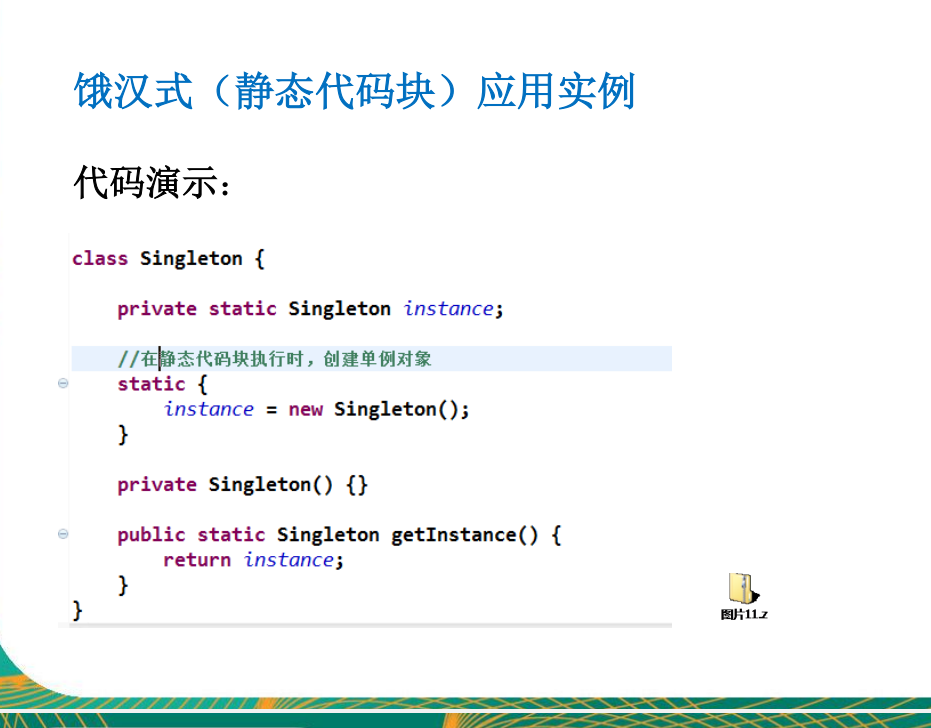 饿汉式（静态代码块）应用实例
代码演示：
class Singleton {
private static Singleton instance;
//在静态代码块执行时，创建单例对象
static {
instance = new Singleton();
}
private Singleton() {}
public static Singleton getInstance() {
return instance;
}
}
图片11.z